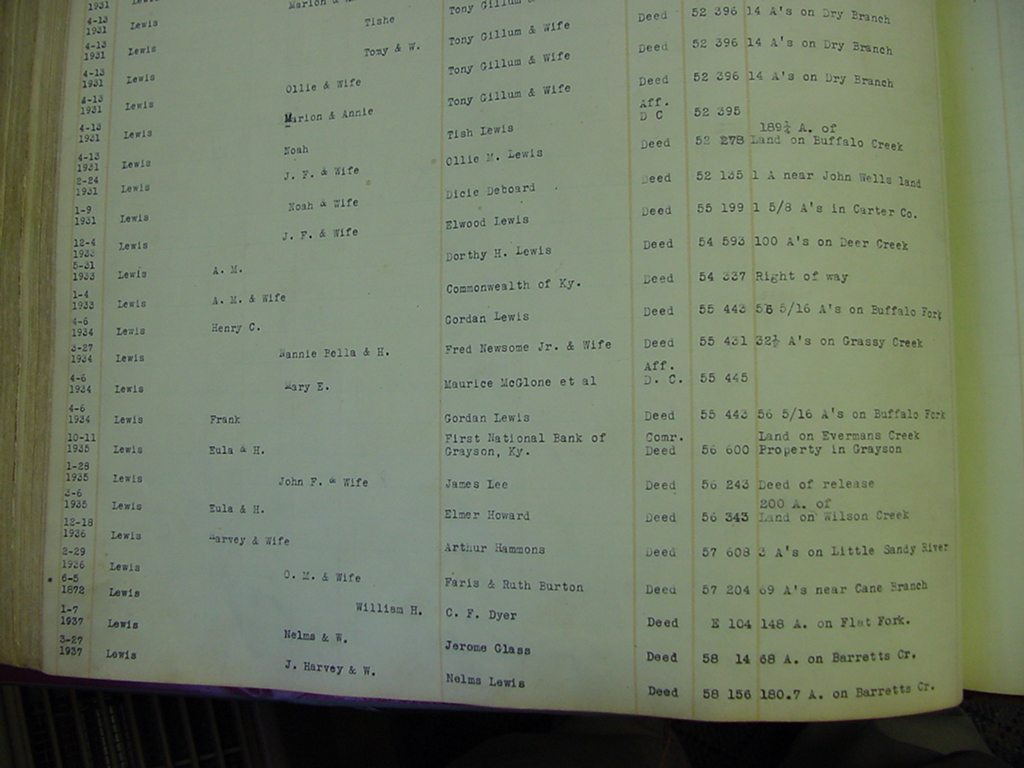 1931 Lewis Marion &
4-13
1931 Lewis Tishe Tony Gillum & Wife
4-13
1931 Lewis Tomy & W. Tony Gillum & Wife Deed 52 396 14 A's on Dry Branch
4-13
1931 Lewis Ollie & Wife Tony Gillum & Wife Deed 52 396 14 A's on Dry Branch
4-13
1931 Lewis Marion & Annie Tony Gillum & Wife Deed 52 396 14 A's on Dry Branch
4-13 Aff.
1931 Lewis Noah Tish Lewis D C 52 395
4-13 189½ A. of
1931 Lewis J. F. & Wife Ollie M. Lewis Deed 52 278 Land on Buffalo Creek
2-24
1931 Lewis Noah & Wife Dicie Deboard Deed 52 135 1 A near John Wells land
1-9
1931 Lewis J. F. & Wife Elwood Lewis Deed 55 199 1 5/8 A's in Carter Co.
12-4
1933 Lewis A. M. Dorthy H. Lewis Deed 54 593 100 A's on Deer Creek
5-31
1933 Lewis A. M. & Wife Commonwealth of Ky. Deed 54 337 Right of way
1-4
1933 Lewis Henry C. Gordan Lewis Deed 55 443 56 5/16 A's on Buffalo Fork
4-6
1934 Lewis Nannie Bella & H. Fred Newsome Jr. & Wife Deed 55 431 32½ A's on Grassy Creek
3-27 Aff.
1934 Lewis Mary E. Maurice McGlone et al D. C. 55 445
4-6
1934 Lewis
4-6
1934 Lewis Frank Gordan Lewis Deed 55 443 56 5/16 A's on Buffalo Fork
10-11 First National Bank of Comr. Land on Evermans Creek
1935 Lewis Eula & H. Grayson, Ky. Deed 56 600 Property in Grayson
1-28
1935 Lewis John F. & Wife James Lee Deed 56 243 Deed of release
3-6 200 A. of
1935 Lewis Eula & H. Elmer Howard Deed 56 343 Land on Wilson Creek
12-18
1936 Lewis Harvey & Wife Arthur Hammons Deed 57 608 3 A's on Little Sandy River
2-29
1936 Lewis O. M. & Wife Faris & Ruth Burton Deed 57 204 69 A's near Cane Branch
6-5
1872 Lewis William H. C. F. Dyer Deed E 104 148 A. on Flat Fork.
1-7
1937 Lewis Nelms & W. Jerome Glass Deed 58 14 68 A. on Barretts Cr.
3-27
1937 Lewis J. Harvey & W. Nelms Lewis Deed 58 156 180.7 A. on Barretts Cr.